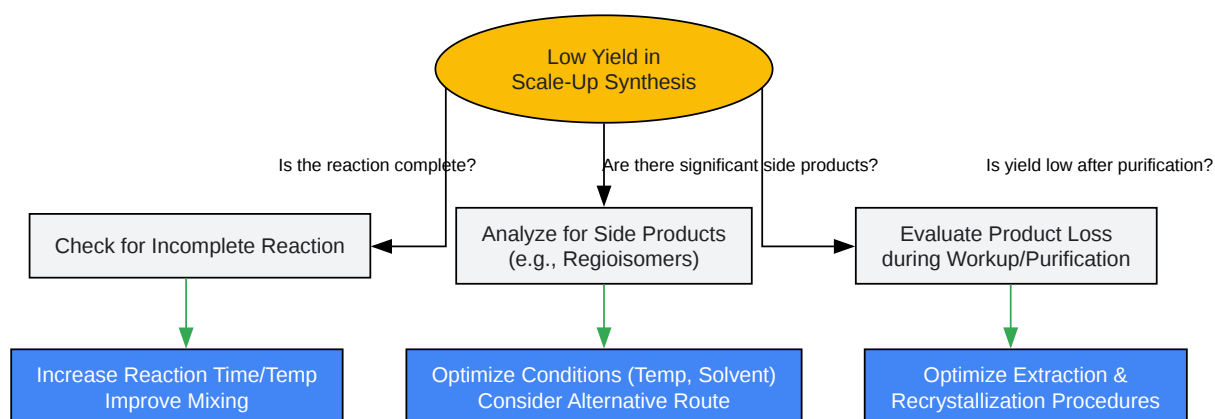 Low Yield in
Scale-Up Synthesis
Is the reaction complete?
Are there significant side products?
Is yield low after purification?
Check for Incomplete Reaction
Analyze for Side Products
(e.g., Regioisomers)
Evaluate Product Loss
during Workup/Purification
Increase Reaction Time/Temp
Improve Mixing
Optimize Conditions (Temp, Solvent)
Consider Alternative Route
Optimize Extraction &
Recrystallization Procedures